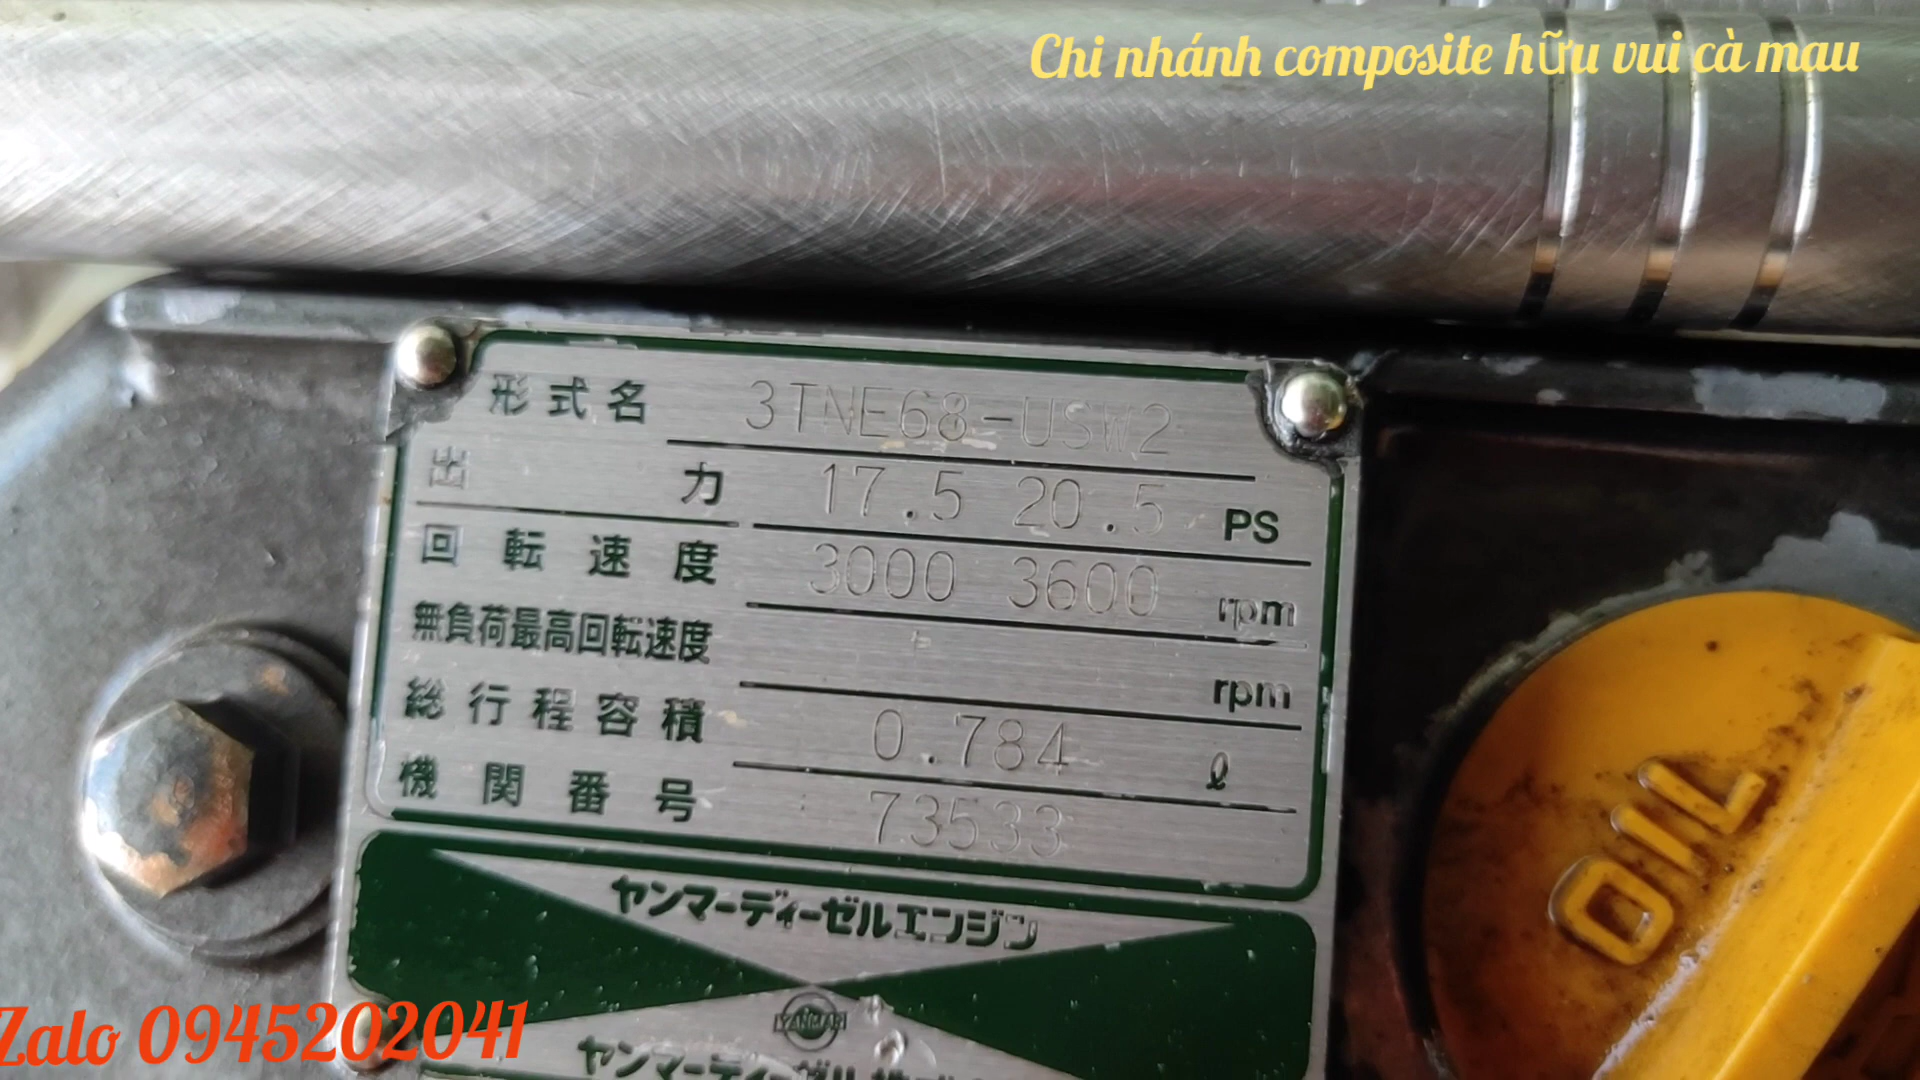 Chi nhánh composite hữu vui cà mau
形式名 3TNE68-USW2
出力 17.5 20.5 PS
回転速度 3000 3600 rpm
無負荷最高回転速度 rpm
総行程容積 0.784 ℓ
機関番号 73533
ヤンマーディーゼルエンジン
YANMAR
ヤンマーディーゼル株式
OIL
Zalo 0945202041